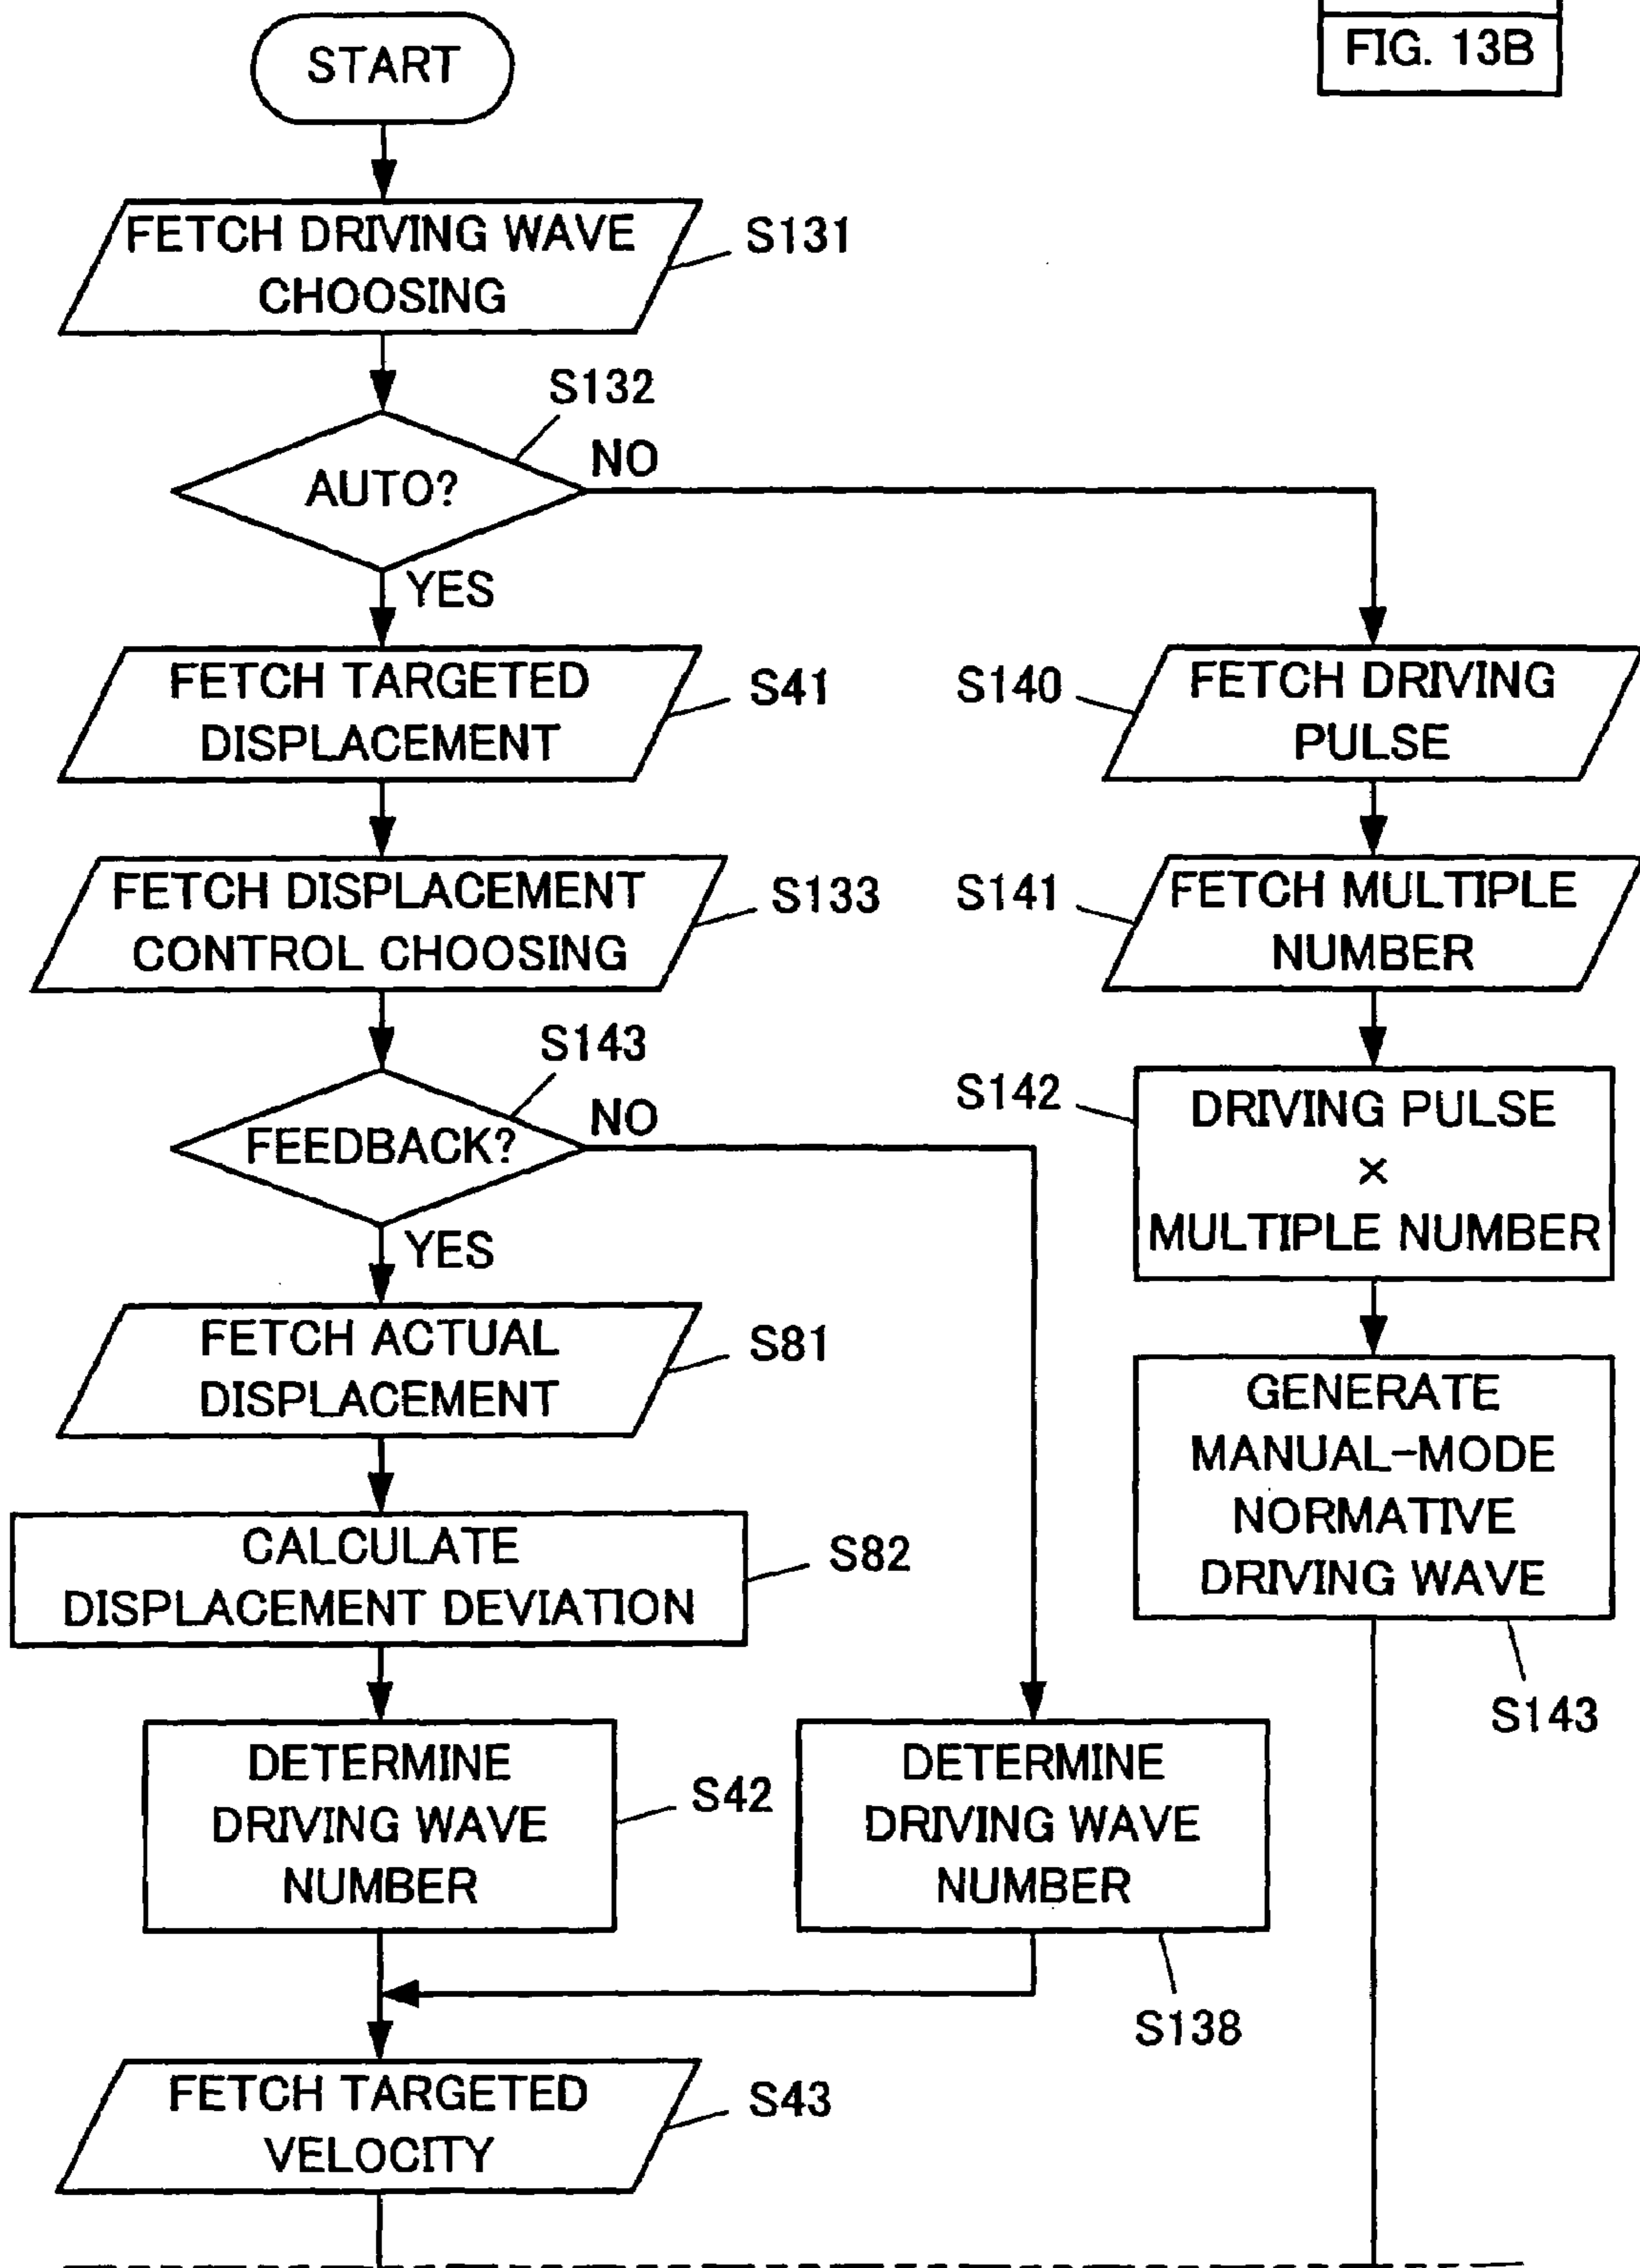 FIG. 13B
START
FETCH DRIVING WAVE
CHOOSING
S131
S132
AUTO?
NO
YES
FETCH TARGETED
DISPLACEMENT
S41
S140
FETCH DRIVING
PULSE
FETCH DISPLACEMENT
CONTROL CHOOSING
S133
S141
FETCH MULTIPLE
NUMBER
S143
FEEDBACK?
NO
YES
S142
DRIVING PULSE
×
MULTIPLE NUMBER
FETCH ACTUAL
DISPLACEMENT
S81
GENERATE
MANUAL-MODE
NORMATIVE
DRIVING WAVE
S143
CALCULATE
DISPLACEMENT DEVIATION
S82
DETERMINE
DRIVING WAVE
NUMBER
S42
DETERMINE
DRIVING WAVE
NUMBER
S138
FETCH TARGETED
VELOCITY
S43